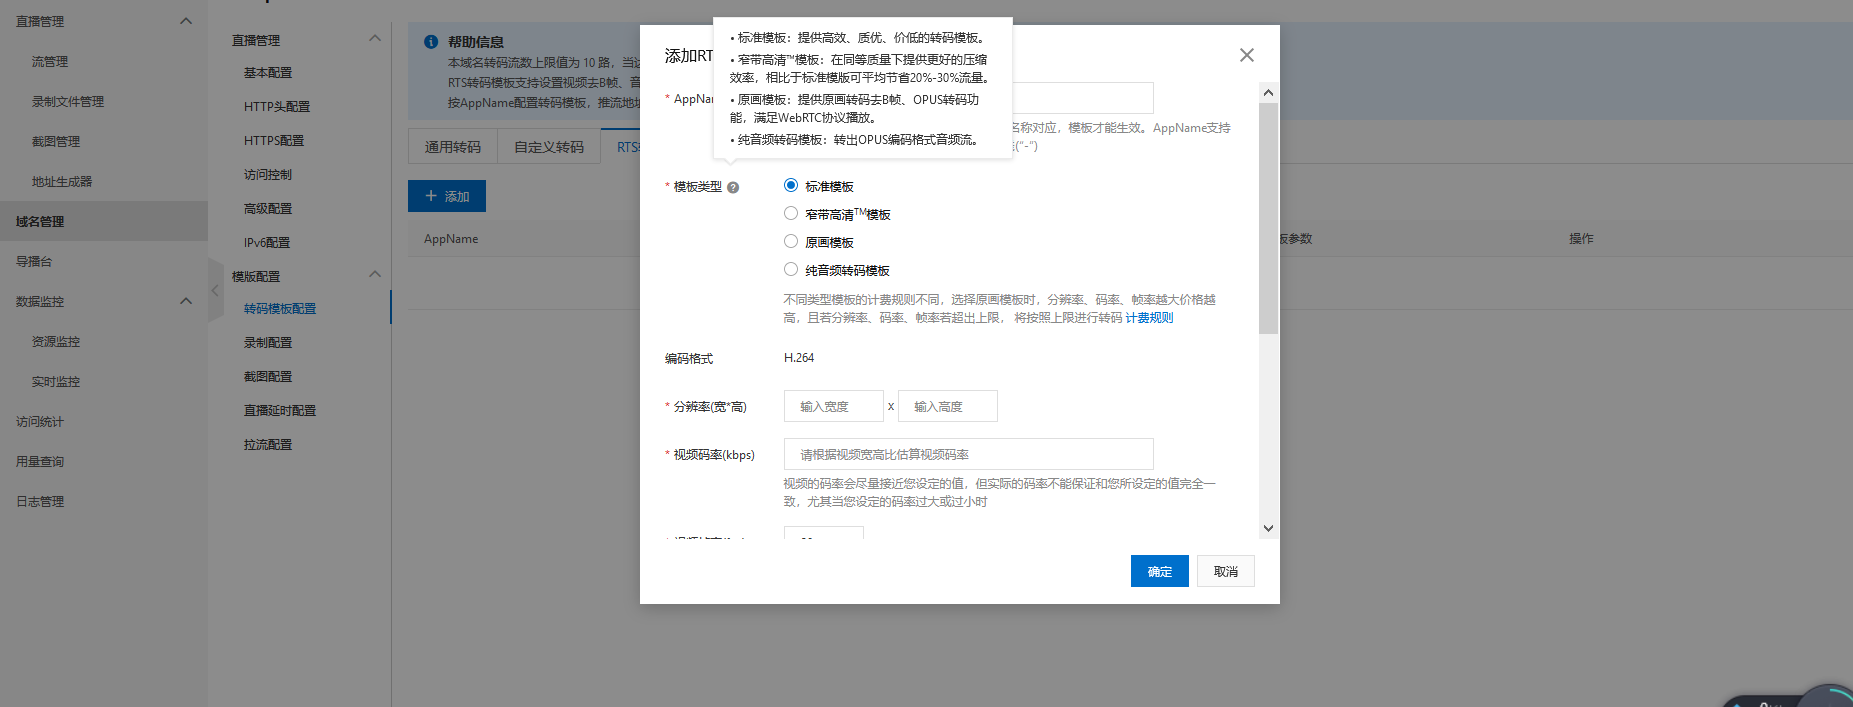 直播管理
流管理
录制文件管理
截图管理
地址生成器
域名管理
导播台
数据监控
资源监控
实时监控
访问统计
用量查询
日志管理
直播管理
基本配置
HTTP头配置
HTTPS配置
访问控制
高级配置
IPv6配置
模版配置
转码模板配置
录制配置
截图配置
直播延时配置
拉流配置
帮助信息
本域名转码流数上限值为 10 路，当
RTS转码模板支持设置视频去B帧、音
按AppName配置转码模板，推流地
通用转码
自定义转码
RTS
+ 添加
AppName
板参数
操作
添加RT
• 标准模板：提供高效、质优、价低的转码模板。
• 窄带高清™模板：在同等质量下提供更好的压缩
效率，相比于标准模版可平均节省20%-30%流量。
• 原画模板：提供原画转码去B帧、OPUS转码功
能，满足WebRTC协议播放。
• 纯音频转码模板：转出OPUS编码格式音频流。
* AppNa
名称对应，模板才能生效。AppName支持
("-")
* 模板类型
标准模板
窄带高清TM模板
原画模板
纯音频转码模板
不同类型模板的计费规则不同，选择原画模板时，分辨率、码率、帧率越大价格越
高，且若分辨率、码率、帧率若超出上限， 将按照上限进行转码 计费规则
编码格式
H.264
* 分辨率(宽*高)
输入宽度
x
输入高度
* 视频码率(kbps)
请根据视频宽高比估算视频码率
视频的码率会尽量接近您设定的值，但实际的码率不能保证和您所设定的值完全一
致，尤其当您设定的码率过大或过小时
确定
取消